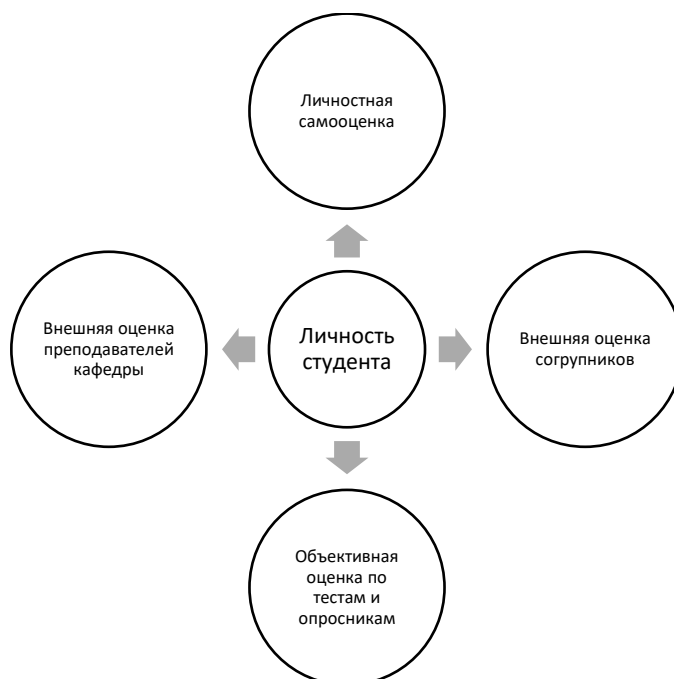 Личностная
самооценка
Внешняя оценка
преподавателей
кафедры
Личность
студента
Внешняя оценка
согрупников
Объективная
оценка по
тестам и
опросникам